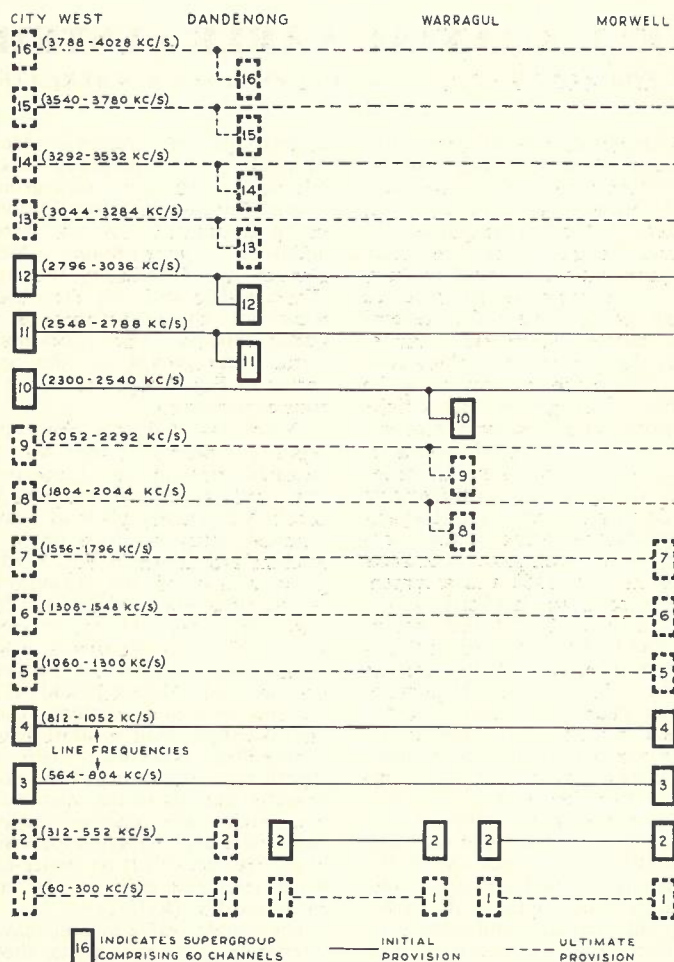 CITY WEST DANDENONG WARRAGUL MORWELL
16 (3788-4028 KC/S)
16
15 (3540-3780 KC/S)
15
14 (3292-3532 KC/S)
14
13 (3044-3284 KC/S)
13
12 (2796-3036 KC/S)
12
11 (2548-2788 KC/S)
11
10 (2300-2540 KC/S)
10
9 (2052-2292 KC/S)
9
8 (1804-2044 KC/S)
8
7 (1556-1796 KC/S) 7
6 (1308-1548 KC/S) 6
5 (1060-1300 KC/S) 5
4 (812-1052 KC/S) 4
LINE FREQUENCIES
3 (564-804 KC/S) 3
2 (312-552 KC/S) 2 2 2 2 2
1 (60-300 KC/S) 1 1 1 1 1
16 INDICATES SUPERGROUP COMPRISING 60 CHANNELS
INITIAL PROVISION
ULTIMATE PROVISION